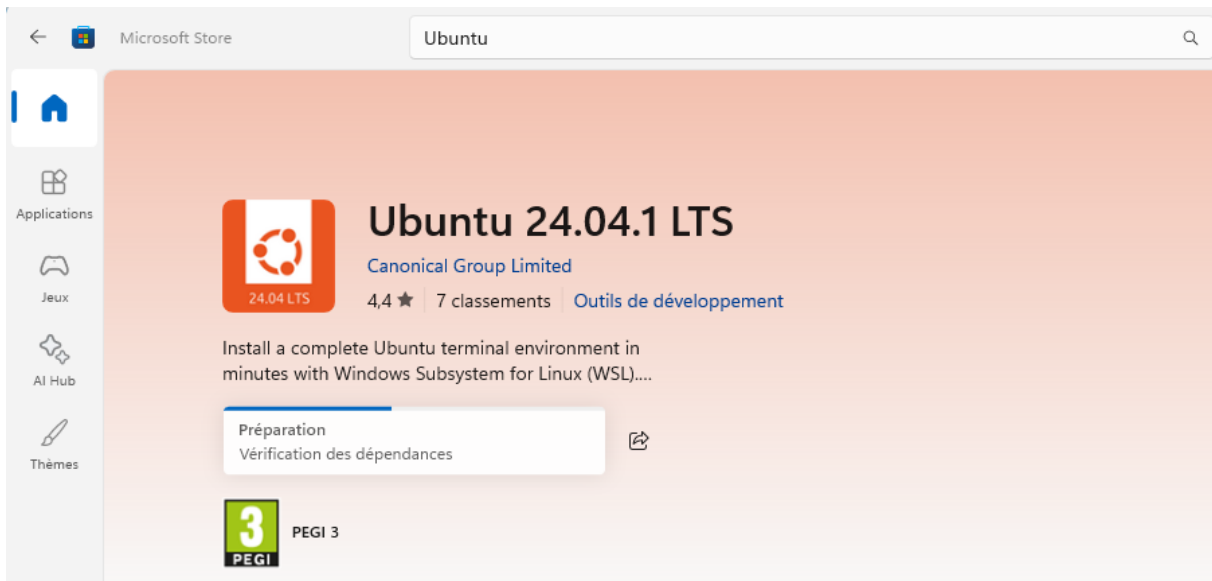 Microsoft Store
Ubuntu
Applications
Jeux
AI Hub
Thèmes
24.04 LTS
Ubuntu 24.04.1 LTS
Canonical Group Limited
4,4 ★ 7 classements Outils de développement
Install a complete Ubuntu terminal environment in
minutes with Windows Subsystem for Linux (WSL)....
Préparation
Vérification des dépendances
3
PEGI
PEGI 3